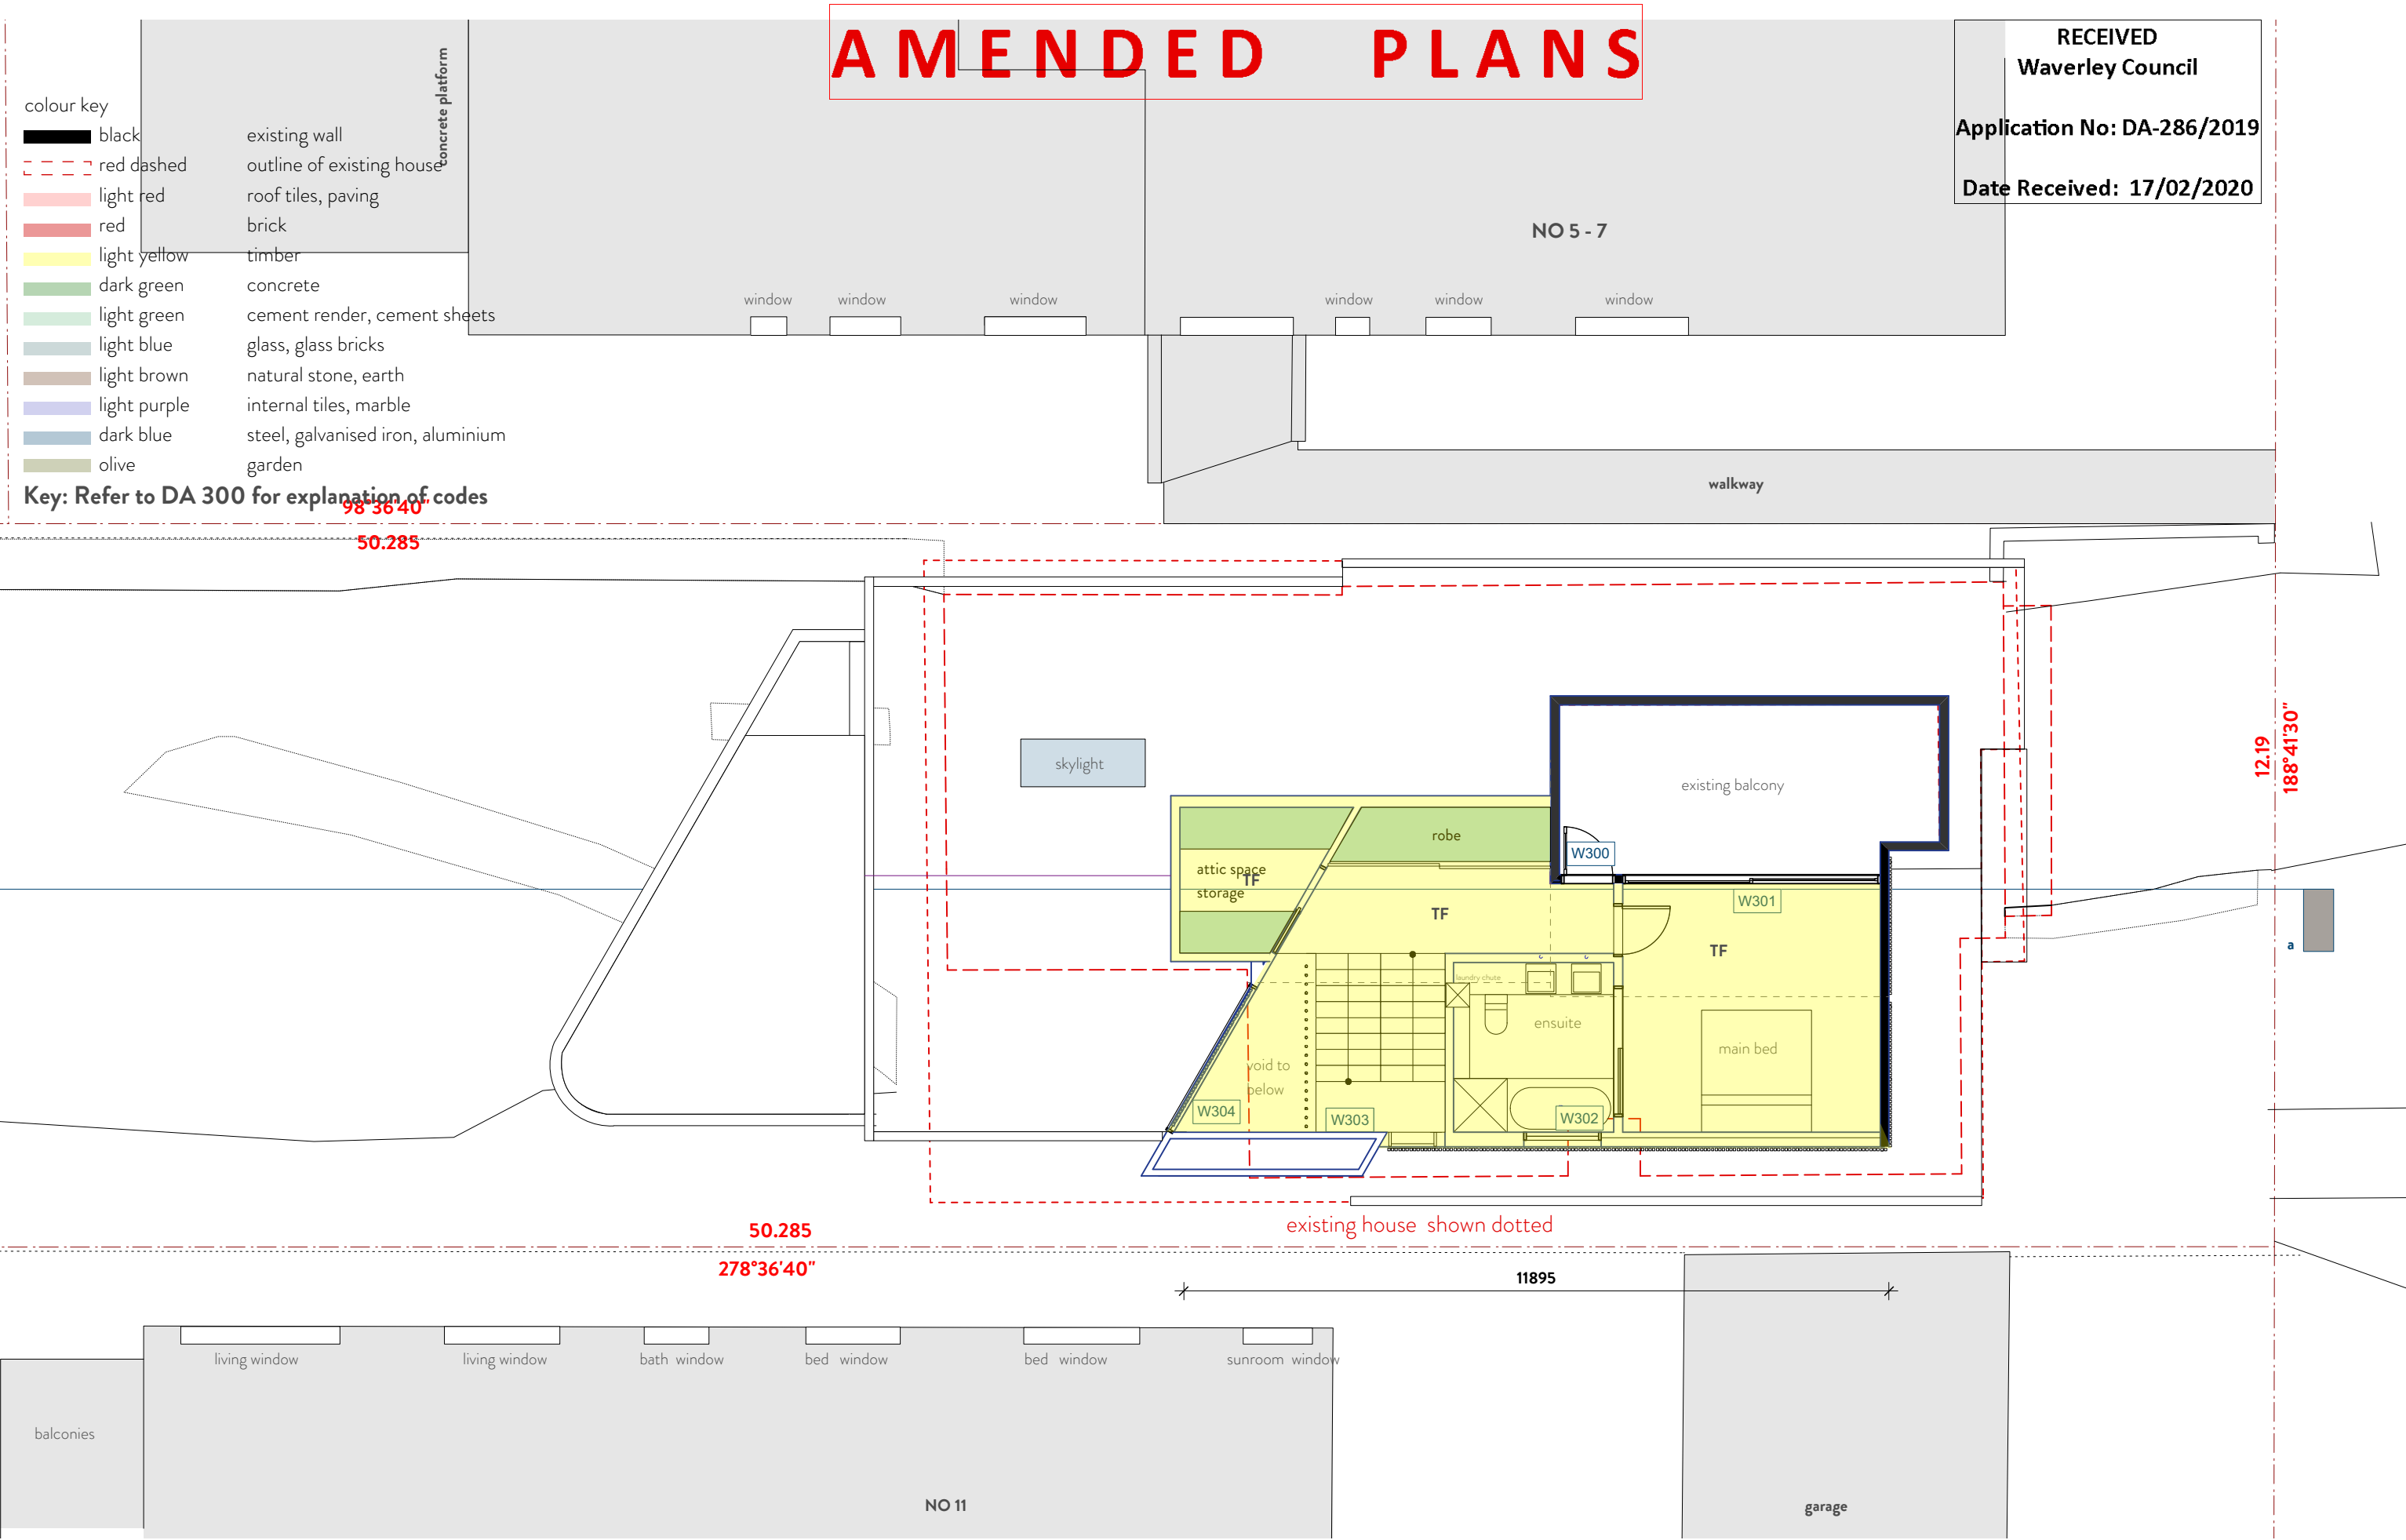 AMENDED PLANS
RECEIVED
Waverley Council
Application No: DA-286/2019
Date Received: 17/02/2020
colour key
black existing wall
red dashed outline of existing house
light red roof tiles, paving
red brick
light yellow timber
dark green concrete
light green cement render, cement sheets
light blue glass, glass bricks
light brown natural stone, earth
light purple internal tiles, marble
dark blue steel, galvanised iron, aluminium
olive garden
Key: Refer to DA 300 for explanation of codes
concrete platform
NO 5 - 7
window window window window window window
walkway
98°36'40"
50.285
12.19
188°41'30"
skylight
existing balcony
robe
W300
attic space
storage
TF
TF
W301
TF
a
laundry chute
ensuite
main bed
void to
below
W304
W303
W302
existing house shown dotted
50.285
278°36'40"
11895
living window living window bath window bed window bed window sunroom window
balconies
NO 11
garage